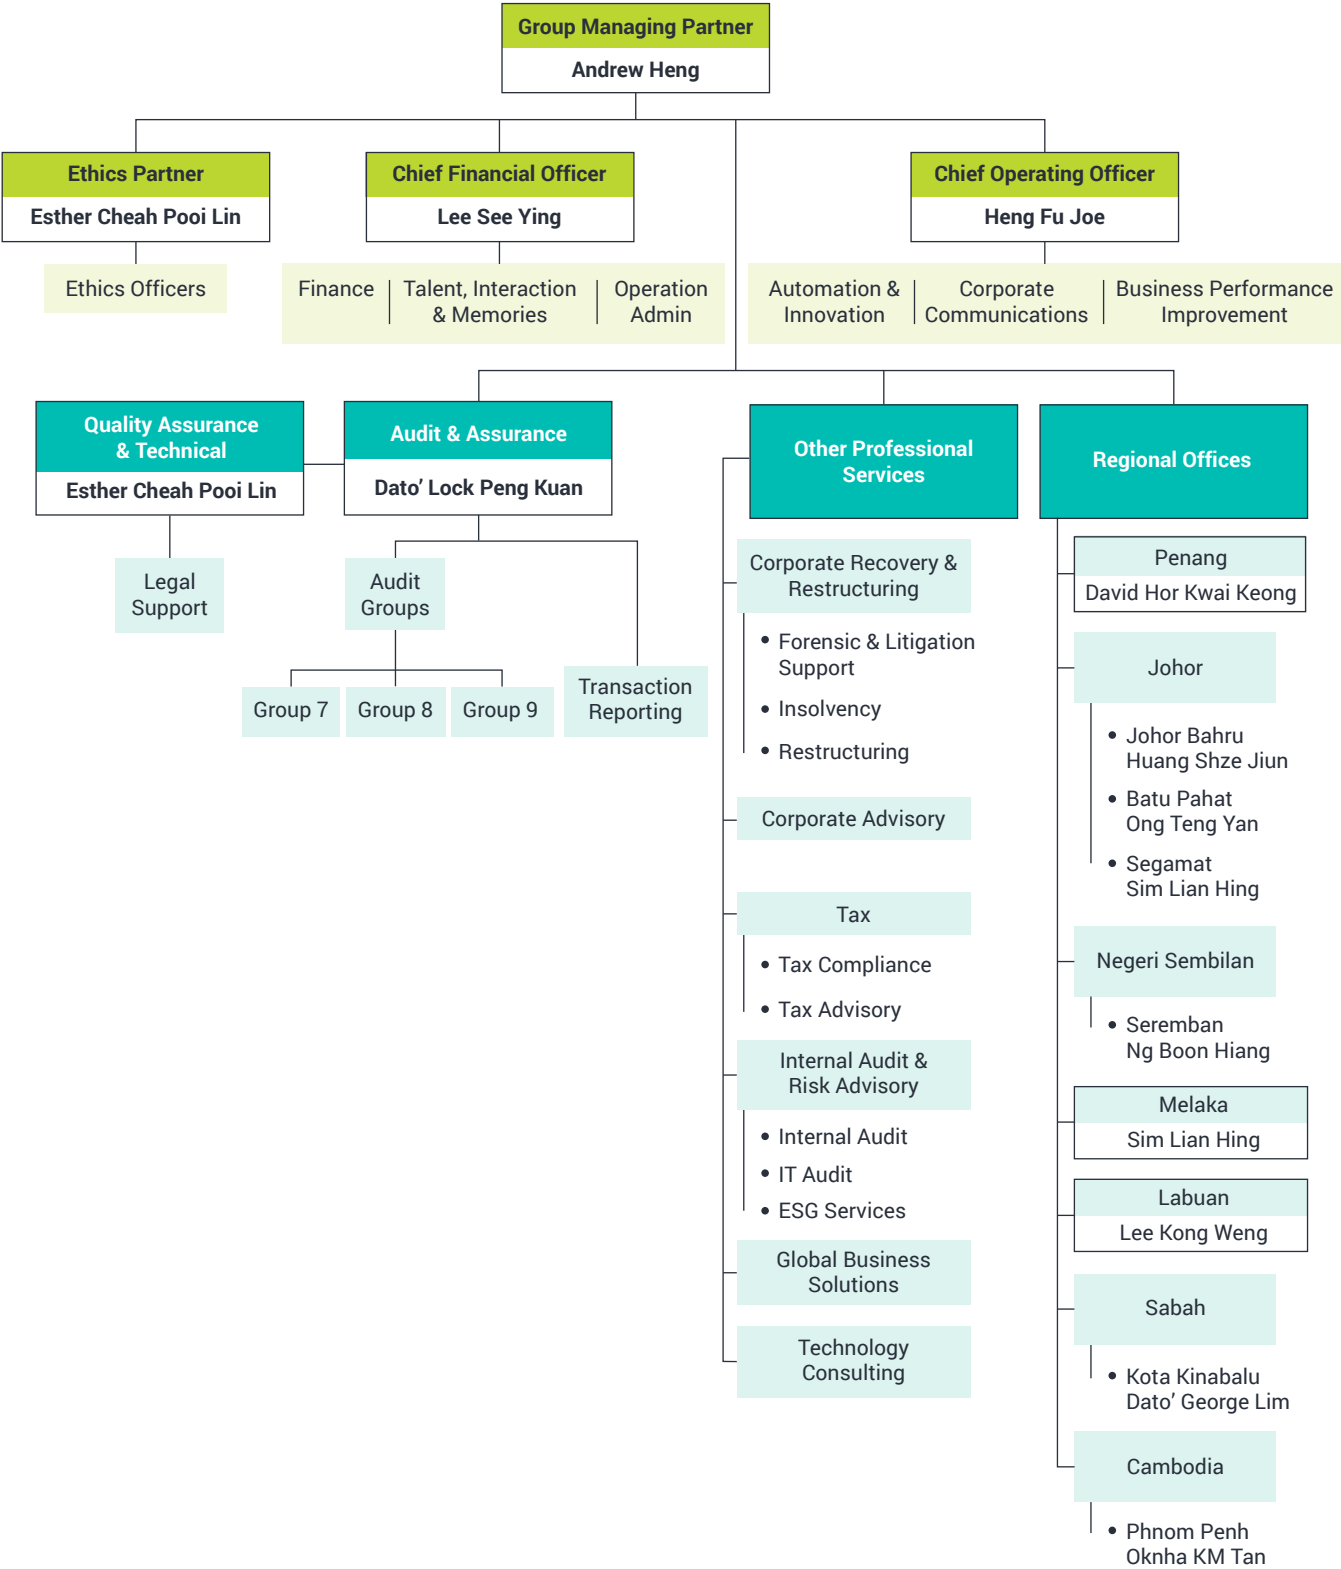 Group Managing Partner
Andrew Heng
Ethics Partner
Esther Cheah Pooi Lin
Ethics Officers
Chief Financial Officer
Lee See Ying
Finance
Talent, Interaction
& Memories
Operation
Admin
Chief Operating Officer
Heng Fu Joe
Automation &
Innovation
Corporate
Communications
Business Performance
Improvement
Quality Assurance
& Technical
Esther Cheah Pooi Lin
Legal
Support
Audit & Assurance
Dato’ Lock Peng Kuan
Audit
Groups
Group 7
Group 8
Group 9
Transaction
Reporting
Other Professional
Services
Corporate Recovery &
Restructuring
• Forensic & Litigation
Support
• Insolvency
• Restructuring
Corporate Advisory
Tax
• Tax Compliance
• Tax Advisory
Internal Audit &
Risk Advisory
• Internal Audit
• IT Audit
• ESG Services
Global Business
Solutions
Technology
Consulting
Regional Offices
Penang
David Hor Kwai Keong
Johor
• Johor Bahru
Huang Shze Jiun
• Batu Pahat
Ong Teng Yan
• Segamat
Sim Lian Hing
Negeri Sembilan
• Seremban
Ng Boon Hiang
Melaka
Sim Lian Hing
Labuan
Lee Kong Weng
Sabah
• Kota Kinabalu
Dato’ George Lim
Cambodia
• Phnom Penh
Oknha KM Tan